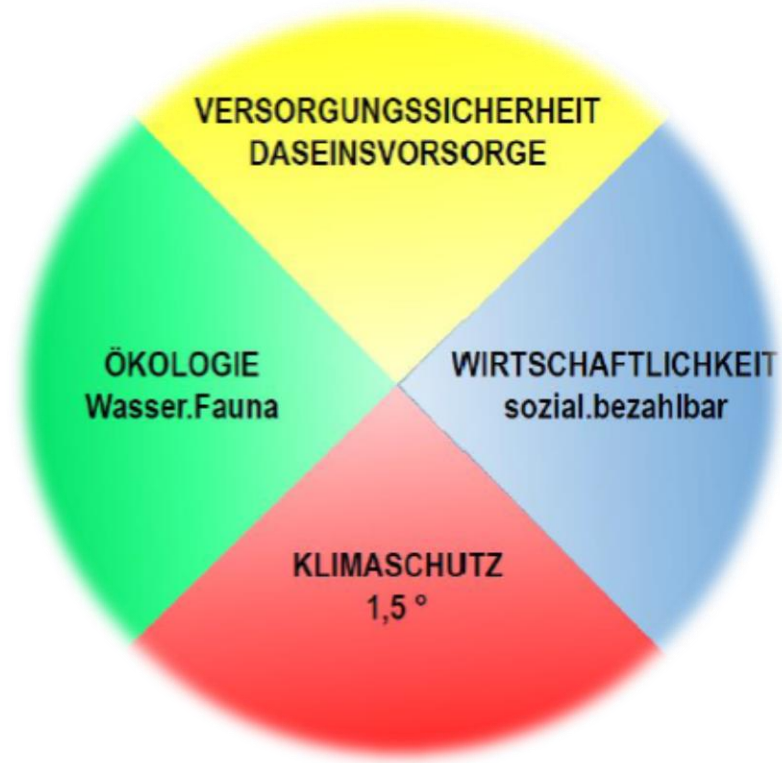 VERSORGUNGSSICHERHEIT
DASEINSVORSORGE
ÖKOLOGIE
Wasser.Fauna
WIRTSCHAFTLICHKEIT
sozial.bezahlbar
KLIMASCHUTZ
1,5 °